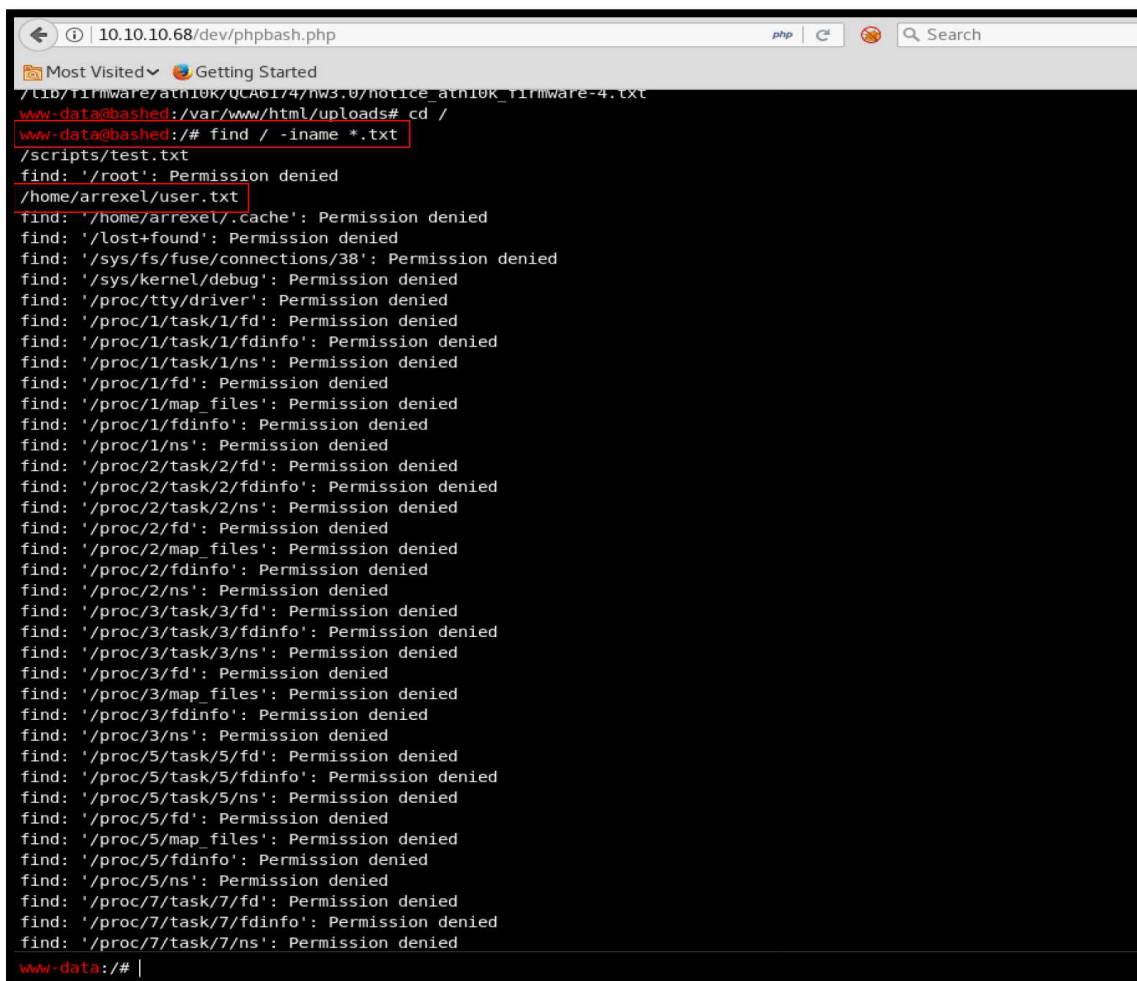 10.10.10.68/dev/phpbash.php php Search
Most Visited Getting Started
/lib/firmware/ath10k/QCA6174/hw3.0/notice_ath10k_firmware-4.txt
www-data@bashed:/var/www/html/uploads# cd /
www-data@bashed:/# find / -iname *.txt
/scripts/test.txt
find: '/root': Permission denied
/home/arrexel/user.txt
find: '/home/arrexel/.cache': Permission denied
find: '/lost+found': Permission denied
find: '/sys/fs/fuse/connections/38': Permission denied
find: '/sys/kernel/debug': Permission denied
find: '/proc/tty/driver': Permission denied
find: '/proc/1/task/1/fd': Permission denied
find: '/proc/1/task/1/fdinfo': Permission denied
find: '/proc/1/task/1/ns': Permission denied
find: '/proc/1/fd': Permission denied
find: '/proc/1/map_files': Permission denied
find: '/proc/1/fdinfo': Permission denied
find: '/proc/1/ns': Permission denied
find: '/proc/2/task/2/fd': Permission denied
find: '/proc/2/task/2/fdinfo': Permission denied
find: '/proc/2/task/2/ns': Permission denied
find: '/proc/2/fd': Permission denied
find: '/proc/2/map_files': Permission denied
find: '/proc/2/fdinfo': Permission denied
find: '/proc/2/ns': Permission denied
find: '/proc/3/task/3/fd': Permission denied
find: '/proc/3/task/3/fdinfo': Permission denied
find: '/proc/3/task/3/ns': Permission denied
find: '/proc/3/fd': Permission denied
find: '/proc/3/map_files': Permission denied
find: '/proc/3/fdinfo': Permission denied
find: '/proc/3/ns': Permission denied
find: '/proc/5/task/5/fd': Permission denied
find: '/proc/5/task/5/fdinfo': Permission denied
find: '/proc/5/task/5/ns': Permission denied
find: '/proc/5/fd': Permission denied
find: '/proc/5/map_files': Permission denied
find: '/proc/5/fdinfo': Permission denied
find: '/proc/5/ns': Permission denied
find: '/proc/7/task/7/fd': Permission denied
find: '/proc/7/task/7/fdinfo': Permission denied
find: '/proc/7/task/7/ns': Permission denied
www-data:/#